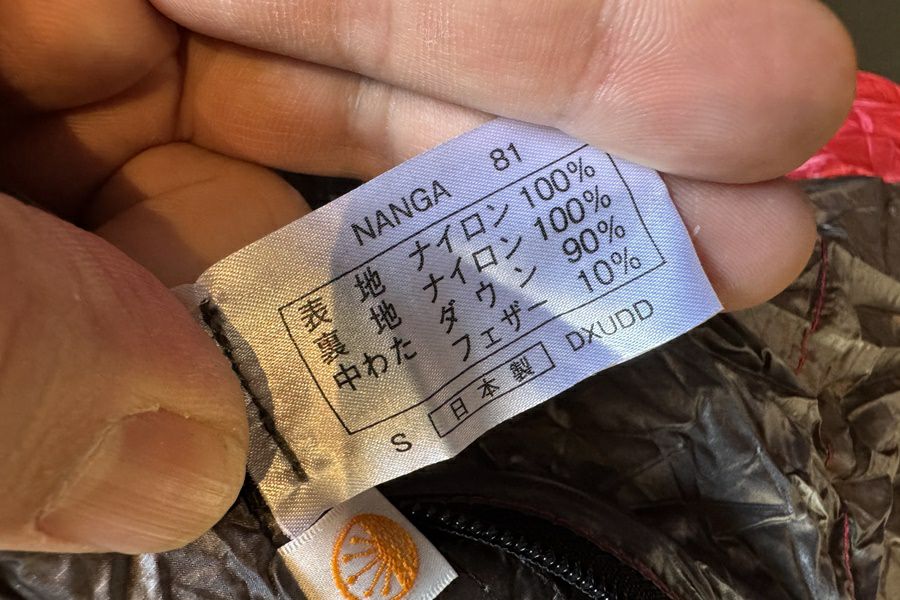 NANGA 81
表 地 ナイロン 100%
裏 地 ナイロン 100%
中わた ダウン 90%
フェザー 10%
S 日本製 DXUDD